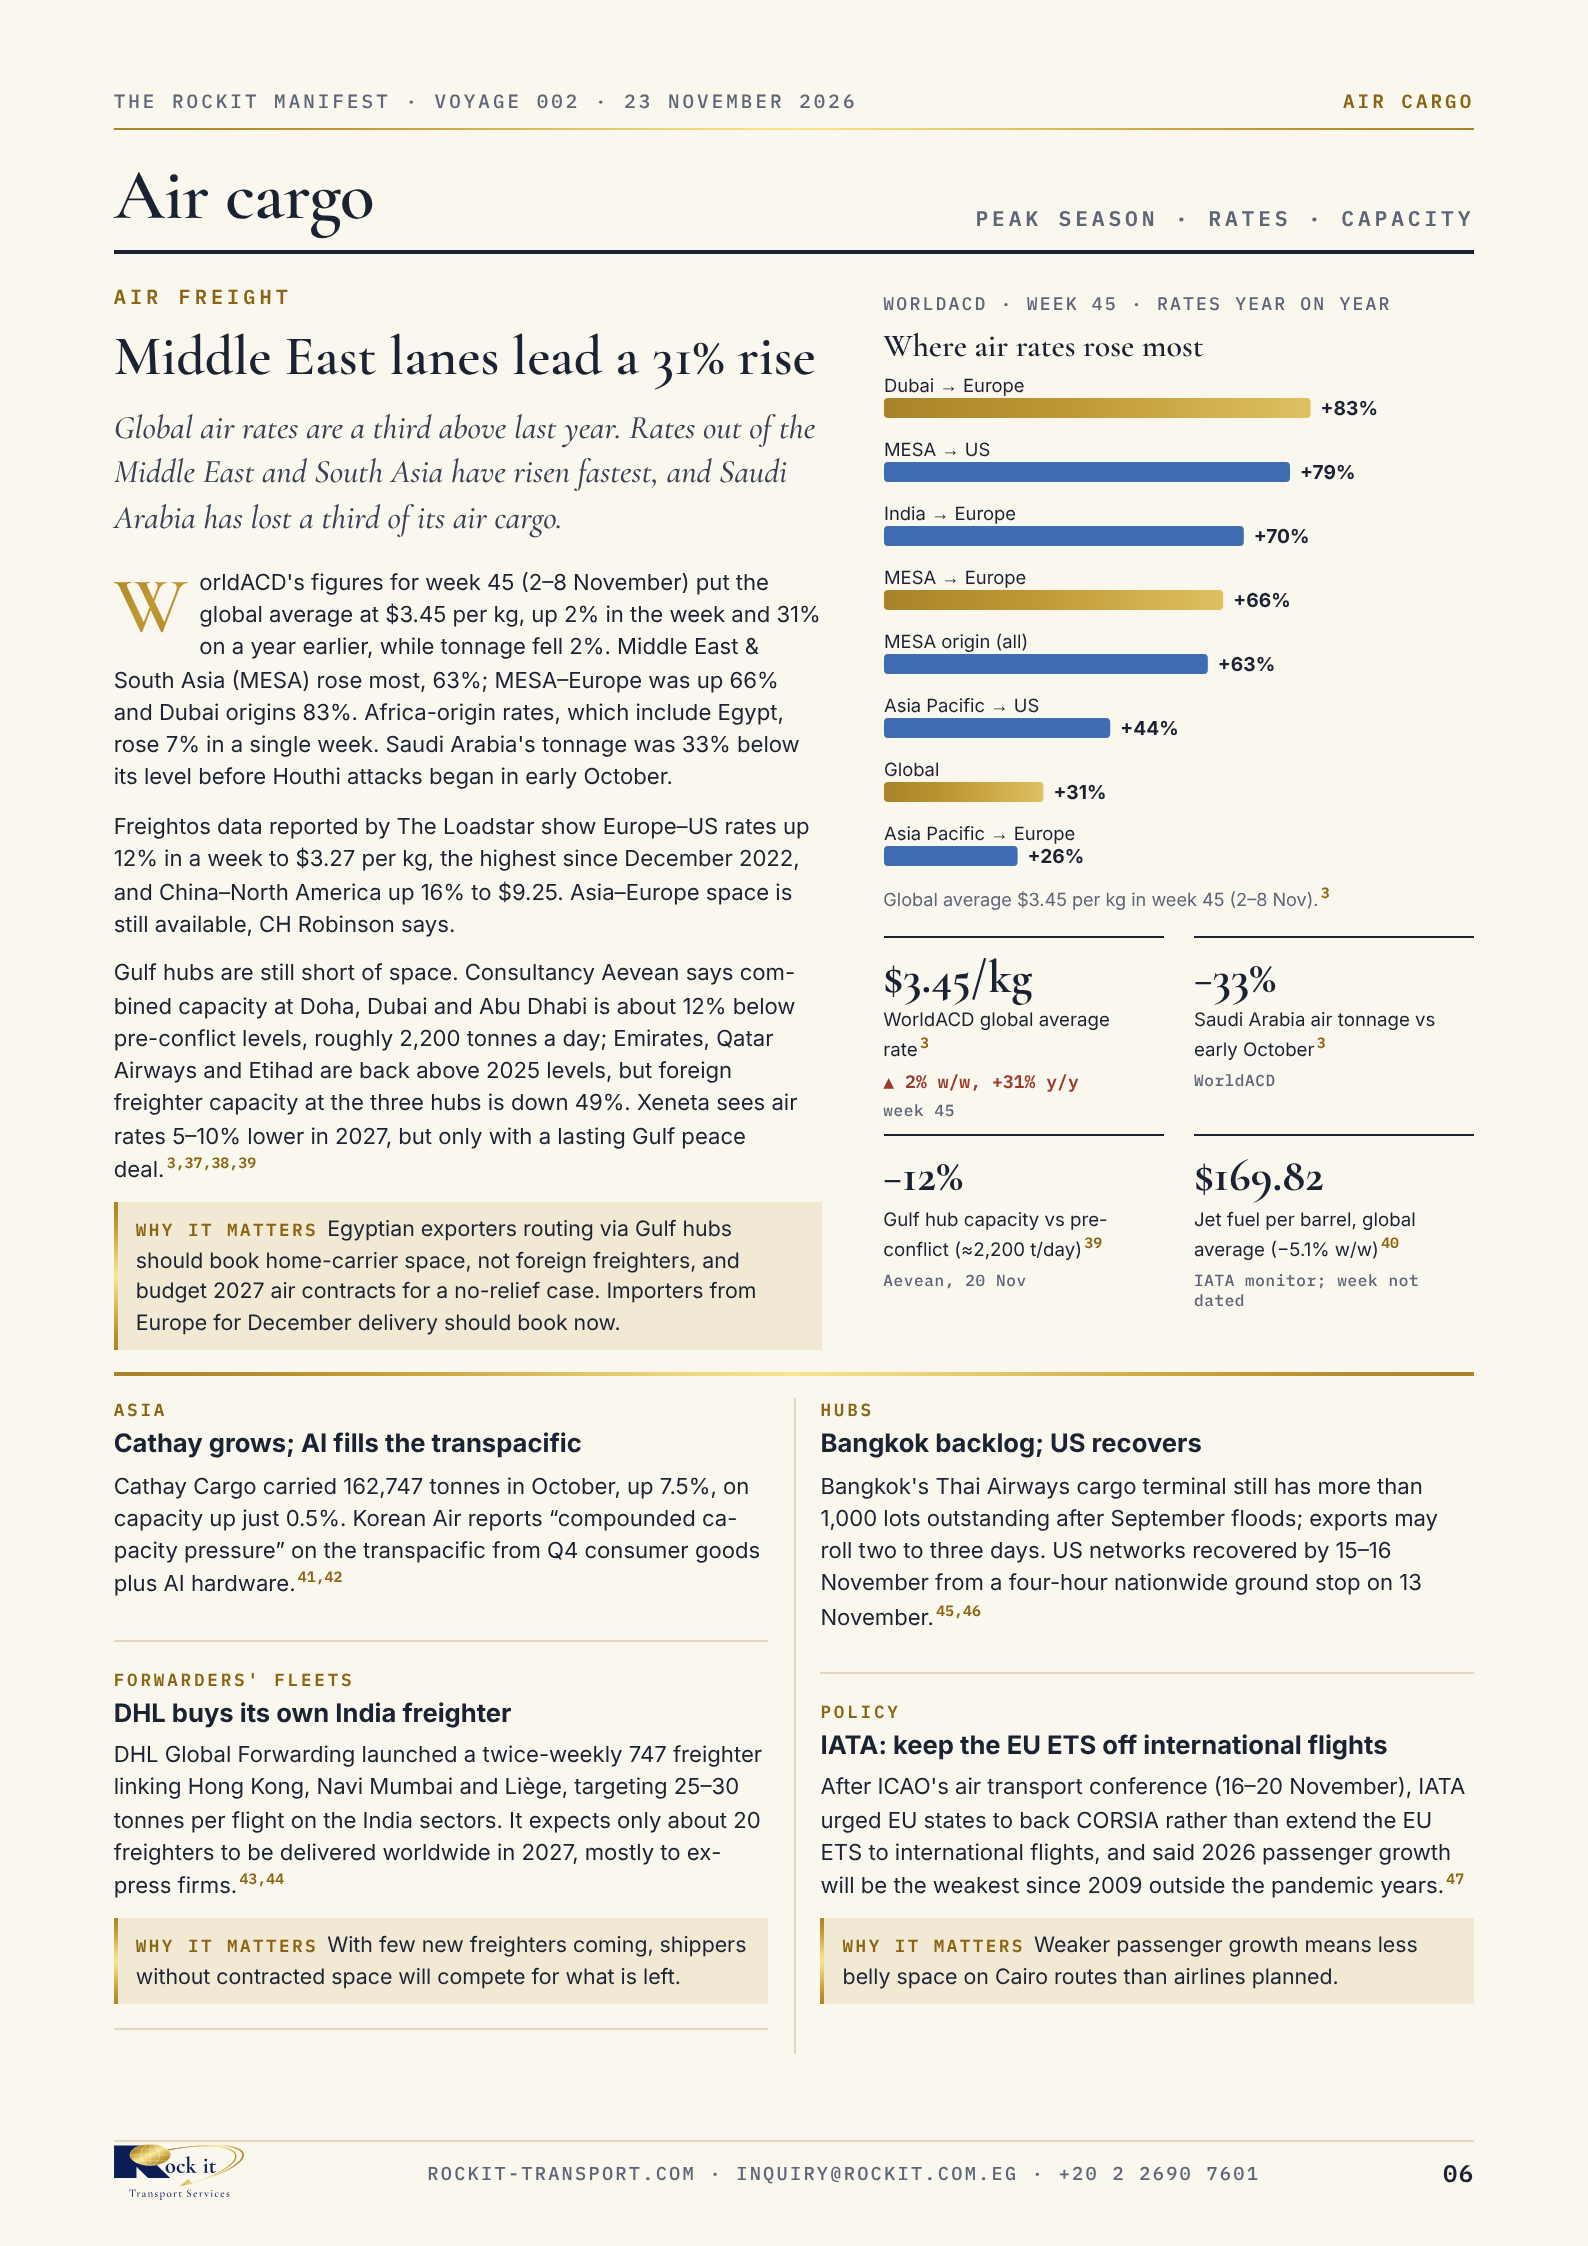 THE ROCKIT MANIFEST · VOYAGE 002 · 23 NOVEMBER 2026
AIR CARGO
Air cargo
PEAK SEASON · RATES · CAPACITY
AIR FREIGHT
Middle East lanes lead a 31% rise
Global air rates are a third above last year. Rates out of the
Middle East and South Asia have risen fastest, and Saudi
Arabia has lost a third of its air cargo.
WorldACD's figures for week 45 (2–8 November) put the
global average at $3.45 per kg, up 2% in the week and 31%
on a year earlier, while tonnage fell 2%. Middle East &
South Asia (MESA) rose most, 63%; MESA–Europe was up 66%
and Dubai origins 83%. Africa-origin rates, which include Egypt,
rose 7% in a single week. Saudi Arabia's tonnage was 33% below
its level before Houthi attacks began in early October.
Freightos data reported by The Loadstar show Europe–US rates up
12% in a week to $3.27 per kg, the highest since December 2022,
and China–North America up 16% to $9.25. Asia–Europe space is
still available, CH Robinson says.
Gulf hubs are still short of space. Consultancy Aevean says com-
bined capacity at Doha, Dubai and Abu Dhabi is about 12% below
pre-conflict levels, roughly 2,200 tonnes a day; Emirates, Qatar
Airways and Etihad are back above 2025 levels, but foreign
freighter capacity at the three hubs is down 49%. Xeneta sees air
rates 5–10% lower in 2027, but only with a lasting Gulf peace
deal. 3,37,38,39
WHY IT MATTERS Egyptian exporters routing via Gulf hubs
should book home-carrier space, not foreign freighters, and
budget 2027 air contracts for a no-relief case. Importers from
Europe for December delivery should book now.
WORLDACD · WEEK 45 · RATES YEAR ON YEAR
Where air rates rose most
Dubai → Europe
+83%
MESA → US
+79%
India → Europe
+70%
MESA → Europe
+66%
MESA origin (all)
+63%
Asia Pacific → US
+44%
Global
+31%
Asia Pacific → Europe
+26%
Global average $3.45 per kg in week 45 (2–8 Nov). 3
$3.45/kg
WorldACD global average
rate 3
▲ 2% w/w, +31% y/y
week 45
−33%
Saudi Arabia air tonnage vs
early October 3
WorldACD
−12%
Gulf hub capacity vs pre-
conflict (≈2,200 t/day) 39
Aevean, 20 Nov
$169.82
Jet fuel per barrel, global
average (−5.1% w/w) 40
IATA monitor; week not
dated
ASIA
Cathay grows; AI fills the transpacific
Cathay Cargo carried 162,747 tonnes in October, up 7.5%, on
capacity up just 0.5%. Korean Air reports “compounded ca-
pacity pressure” on the transpacific from Q4 consumer goods
plus AI hardware. 41,42
FORWARDERS' FLEETS
DHL buys its own India freighter
DHL Global Forwarding launched a twice-weekly 747 freighter
linking Hong Kong, Navi Mumbai and Liège, targeting 25–30
tonnes per flight on the India sectors. It expects only about 20
freighters to be delivered worldwide in 2027, mostly to ex-
press firms. 43,44
WHY IT MATTERS With few new freighters coming, shippers
without contracted space will compete for what is left.
HUBS
Bangkok backlog; US recovers
Bangkok's Thai Airways cargo terminal still has more than
1,000 lots outstanding after September floods; exports may
roll two to three days. US networks recovered by 15–16
November from a four-hour nationwide ground stop on 13
November. 45,46
POLICY
IATA: keep the EU ETS off international flights
After ICAO's air transport conference (16–20 November), IATA
urged EU states to back CORSIA rather than extend the EU
ETS to international flights, and said 2026 passenger growth
will be the weakest since 2009 outside the pandemic years. 47
WHY IT MATTERS Weaker passenger growth means less
belly space on Cairo routes than airlines planned.
Rock it
Transport Services
ROCKIT-TRANSPORT.COM · INQUIRY@ROCKIT.COM.EG · +20 2 2690 7601
06